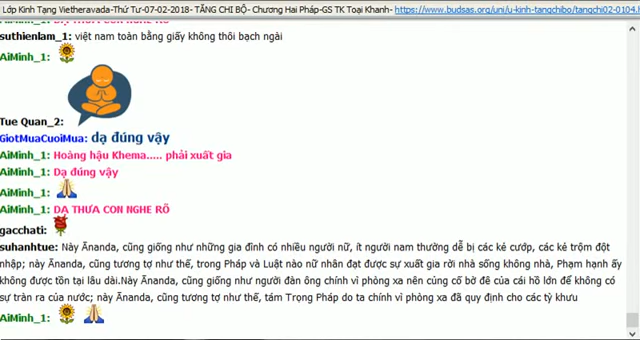 Lớp Kinh Tạng Vietheravada-Thứ Tư-07-02-2018- TĂNG CHI BỘ- Chương Hai Pháp-GS TK Toại Khanh- https://www.budsas.org/uni/u-kinh-tangchibo/tangchi02-0104.h
AiMinh_1: DẠ THƯA CON NGHE RÕ
suthienlam_1: việt nam toàn bằng giấy không thôi bạch ngài
AiMinh_1:
Tue Quan_2:
GiotMuaCuoiMua: dạ đúng vậy
AiMinh_1: Hoàng hậu Khema..... phải xuất gia
AiMinh_1: Dạ đúng vậy
AiMinh_1:
AiMinh_1: DẠ THƯA CON NGHE RÕ
gacchati:
suhanhtue: Này Ānanda, cũng giống như những gia đình có nhiều người nữ, ít người nam thường dễ bị các kẻ cướp, các kẻ trộm đột
nhập; này Ānanda, cũng tương tợ như thế, trong Pháp và Luật nào nữ nhân đạt được sự xuất gia rời nhà sống không nhà, Phạm hạnh ấy
không được tồn tại lâu dài.Này Ānanda, cũng giống như người đàn ông chính vì phòng xa nên củng cố bờ đê của cái hồ lớn để không có
sự tràn ra của nước; này Ānanda, cũng tương tợ như thế, tám Trọng Pháp do ta chính vì phòng xa đã quy định cho các tỳ khưu
AiMinh_1: